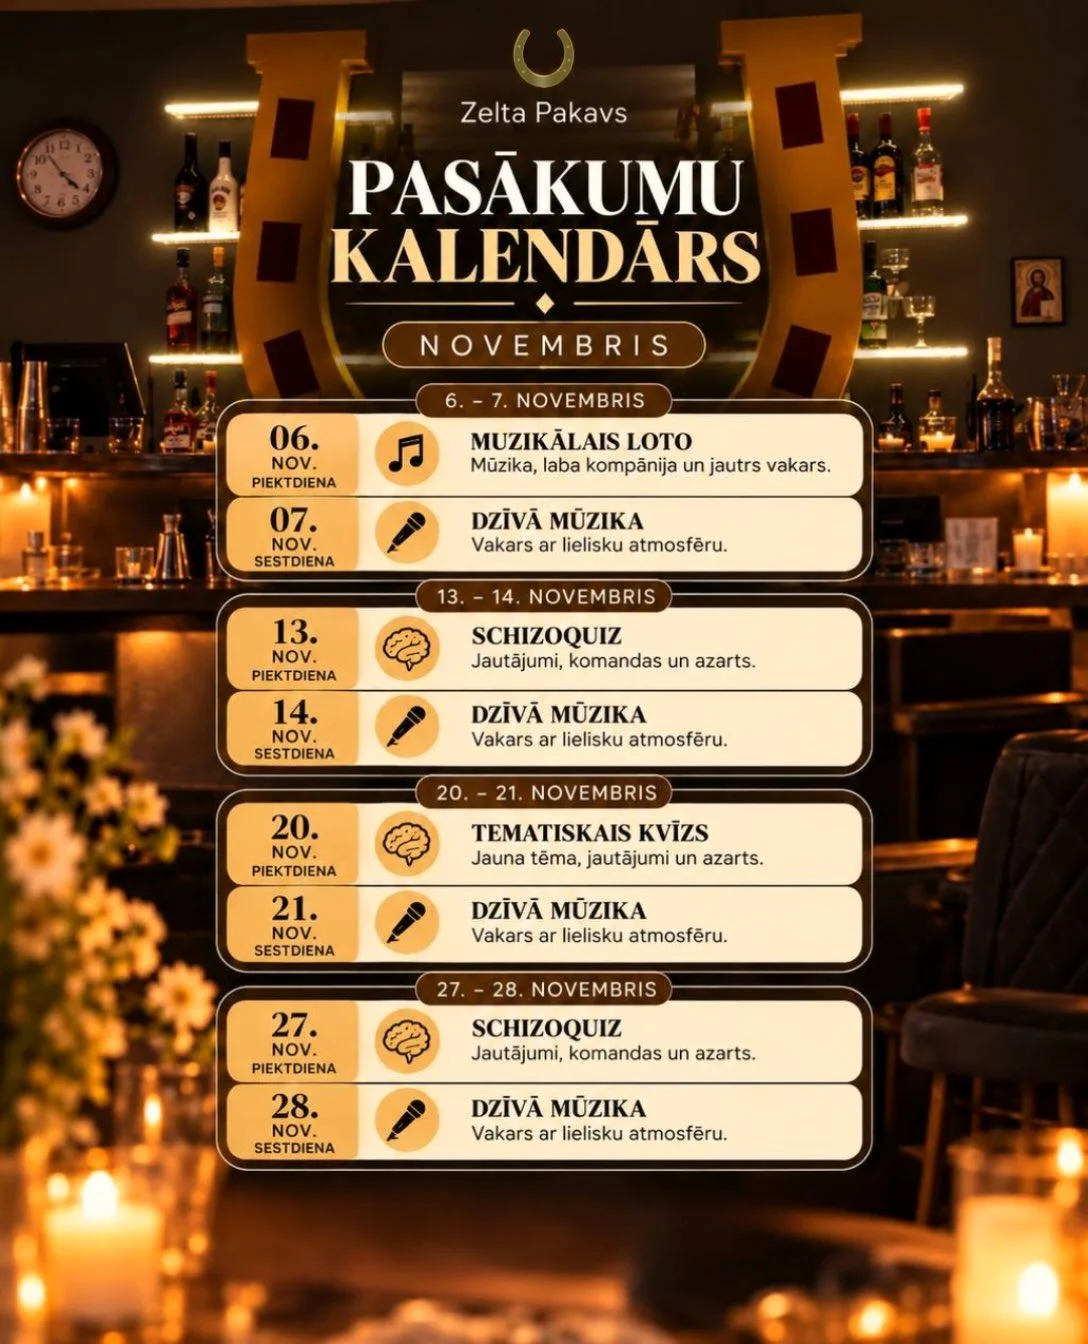 Zelta Pakavs
PASĀKUMU
KALENDĀRS
NOVEMBRIS
6. – 7. NOVEMBRIS
06.
NOV.
PIEKTDIENA
MUZIKĀLAIS LOTO
Mūzika, laba kompānija un jautrs vakars.
07.
NOV.
SESTDIENA
DZĪVĀ MŪZIKA
Vakars ar lielisku atmosfēru.
13. – 14. NOVEMBRIS
13.
NOV.
PIEKTDIENA
SCHIZOQUIZ
Jautājumi, komandas un azarts.
14.
NOV.
SESTDIENA
DZĪVĀ MŪZIKA
Vakars ar lielisku atmosfēru.
20. – 21. NOVEMBRIS
20.
NOV.
PIEKTDIENA
TEMATISKAIS KVĪZS
Jauna tēma, jautājumi un azarts.
21.
NOV.
SESTDIENA
DZĪVĀ MŪZIKA
Vakars ar lielisku atmosfēru.
27. – 28. NOVEMBRIS
27.
NOV.
PIEKTDIENA
SCHIZOQUIZ
Jautājumi, komandas un azarts.
28.
NOV.
SESTDIENA
DZĪVĀ MŪZIKA
Vakars ar lielisku atmosfēru.